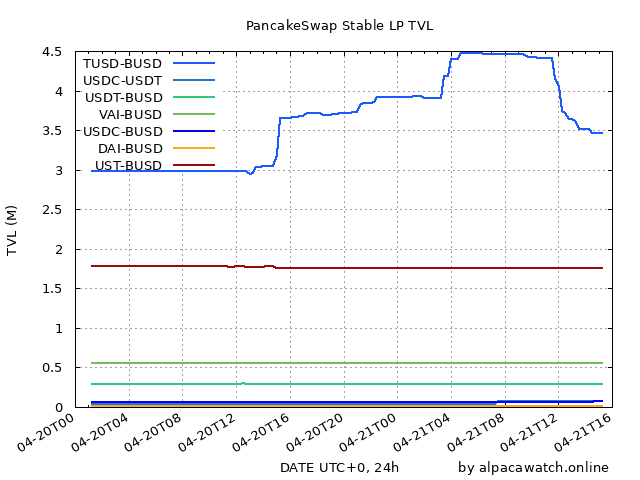 PancakeSwap Stable LP TVL
4.5
4
3.5
3
2.5
2
1.5
1
0.5
0
TVL (M)
TUSD-BUSD
USDC-USDT
USDT-BUSD
VAI-BUSD
USDC-BUSD
DAI-BUSD
UST-BUSD
04-20T00
04-20T04
04-20T08
04-20T12
04-20T16
04-20T20
04-21T00
04-21T04
04-21T08
04-21T12
04-21T16
DATE UTC+0, 24h
by alpacawatch.online